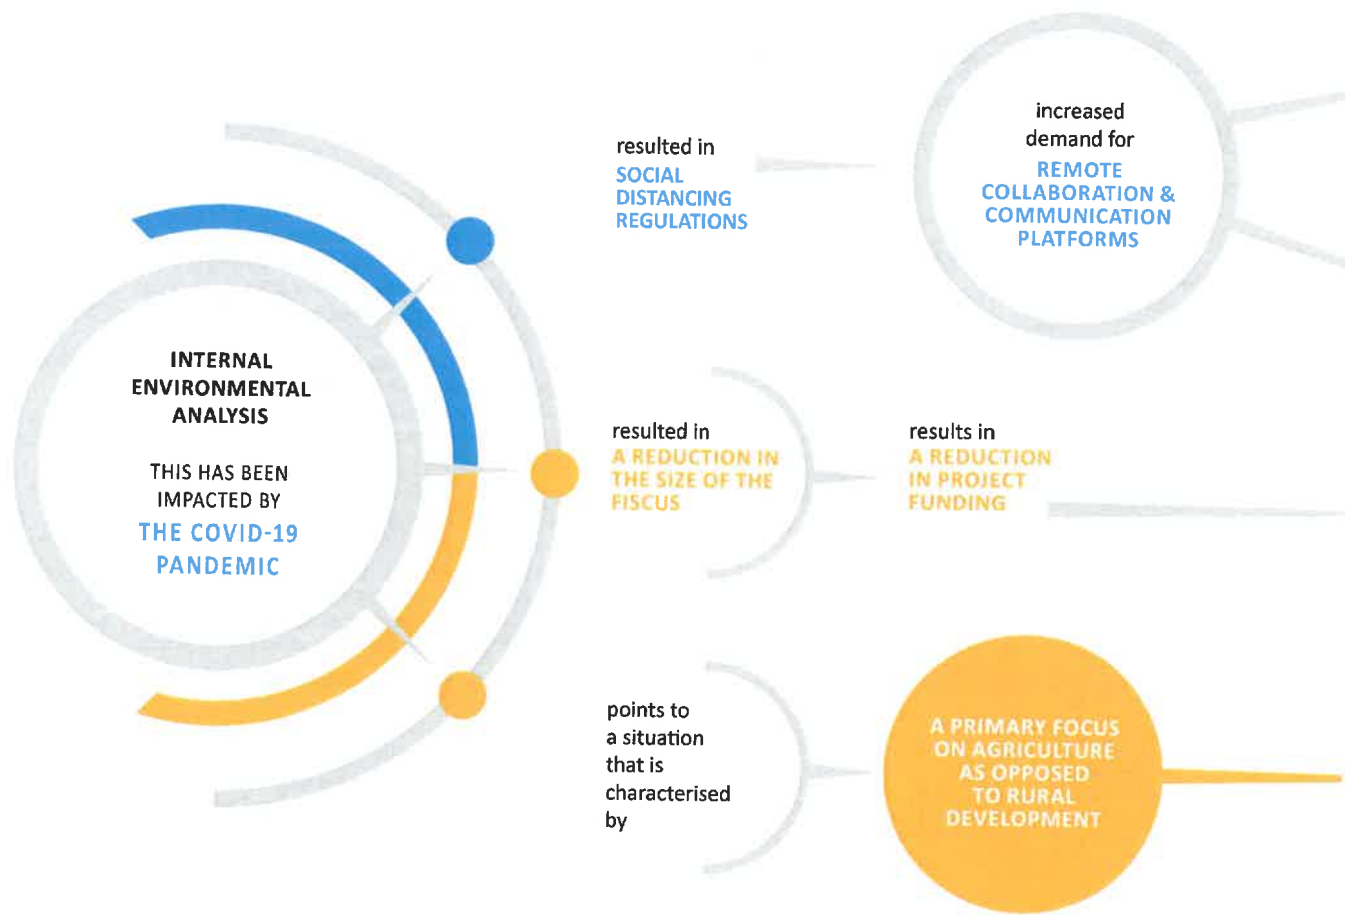 INTERNAL
ENVIRONMENTAL
ANALYSIS
THIS HAS BEEN
IMPACTED BY
THE COVID-19
PANDEMIC
resulted in
SOCIAL
DISTANCING
REGULATIONS
increased
demand for
REMOTE
COLLABORATION &
COMMUNICATION
PLATFORMS
resulted in
A REDUCTION IN
THE SIZE OF THE
FISCUS
results in
A REDUCTION
IN PROJECT
FUNDING
points to
a situation
that is
characterised
by
A PRIMARY FOCUS
ON AGRICULTURE
AS OPPOSED
TO RURAL
DEVELOPMENT